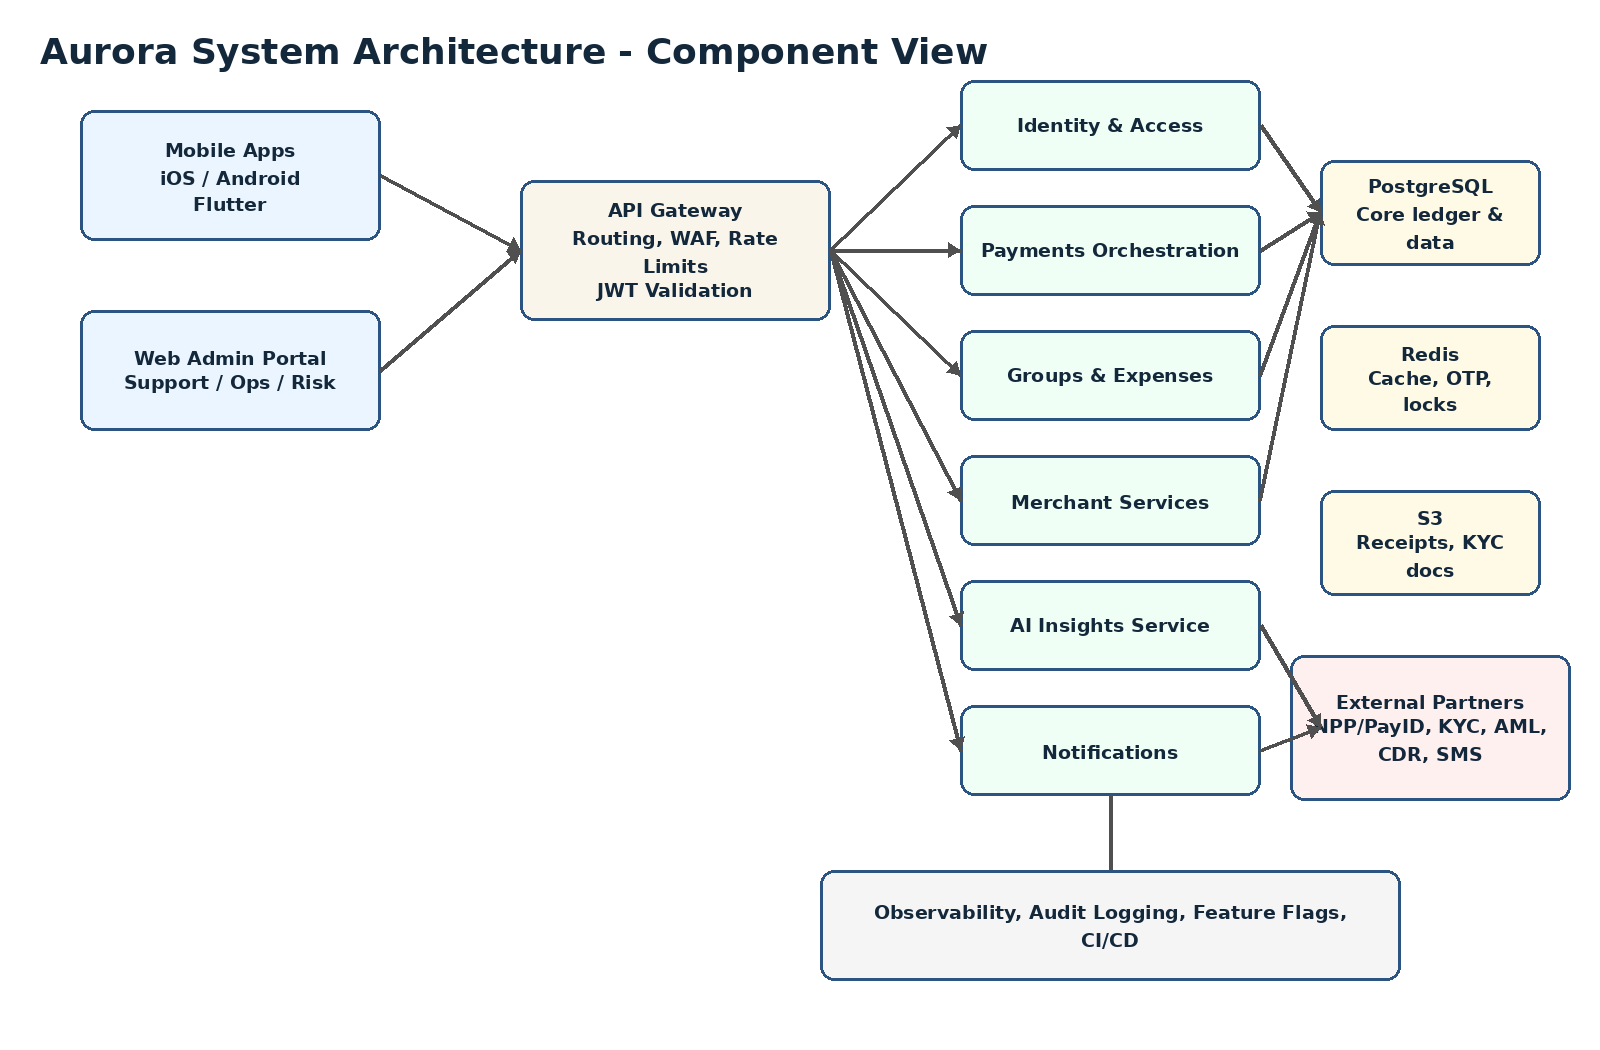 Aurora System Architecture - Component View
Mobile Apps
iOS / Android
Flutter
Web Admin Portal
Support / Ops / Risk
API Gateway
Routing, WAF, Rate
Limits
JWT Validation
Identity & Access
Payments Orchestration
Groups & Expenses
Merchant Services
AI Insights Service
Notifications
PostgreSQL
Core ledger &
data
Redis
Cache, OTP,
locks
S3
Receipts, KYC
docs
External Partners
NPP/PayID, KYC, AML,
CDR, SMS
Observability, Audit Logging, Feature Flags,
CI/CD